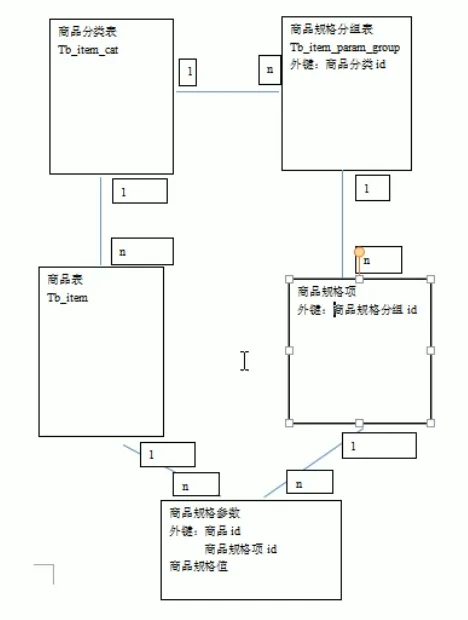 商品分类表
Tb_item_cat
1
n
商品规格分组表
Tb_item_param_group
外键：商品分类 id
1
n
1
n
商品表
Tb_item
商品规格项
外键：商品规格分组 id
1
n
1
n
商品规格参数
外键：商品 id
商品规格项 id
商品规格值